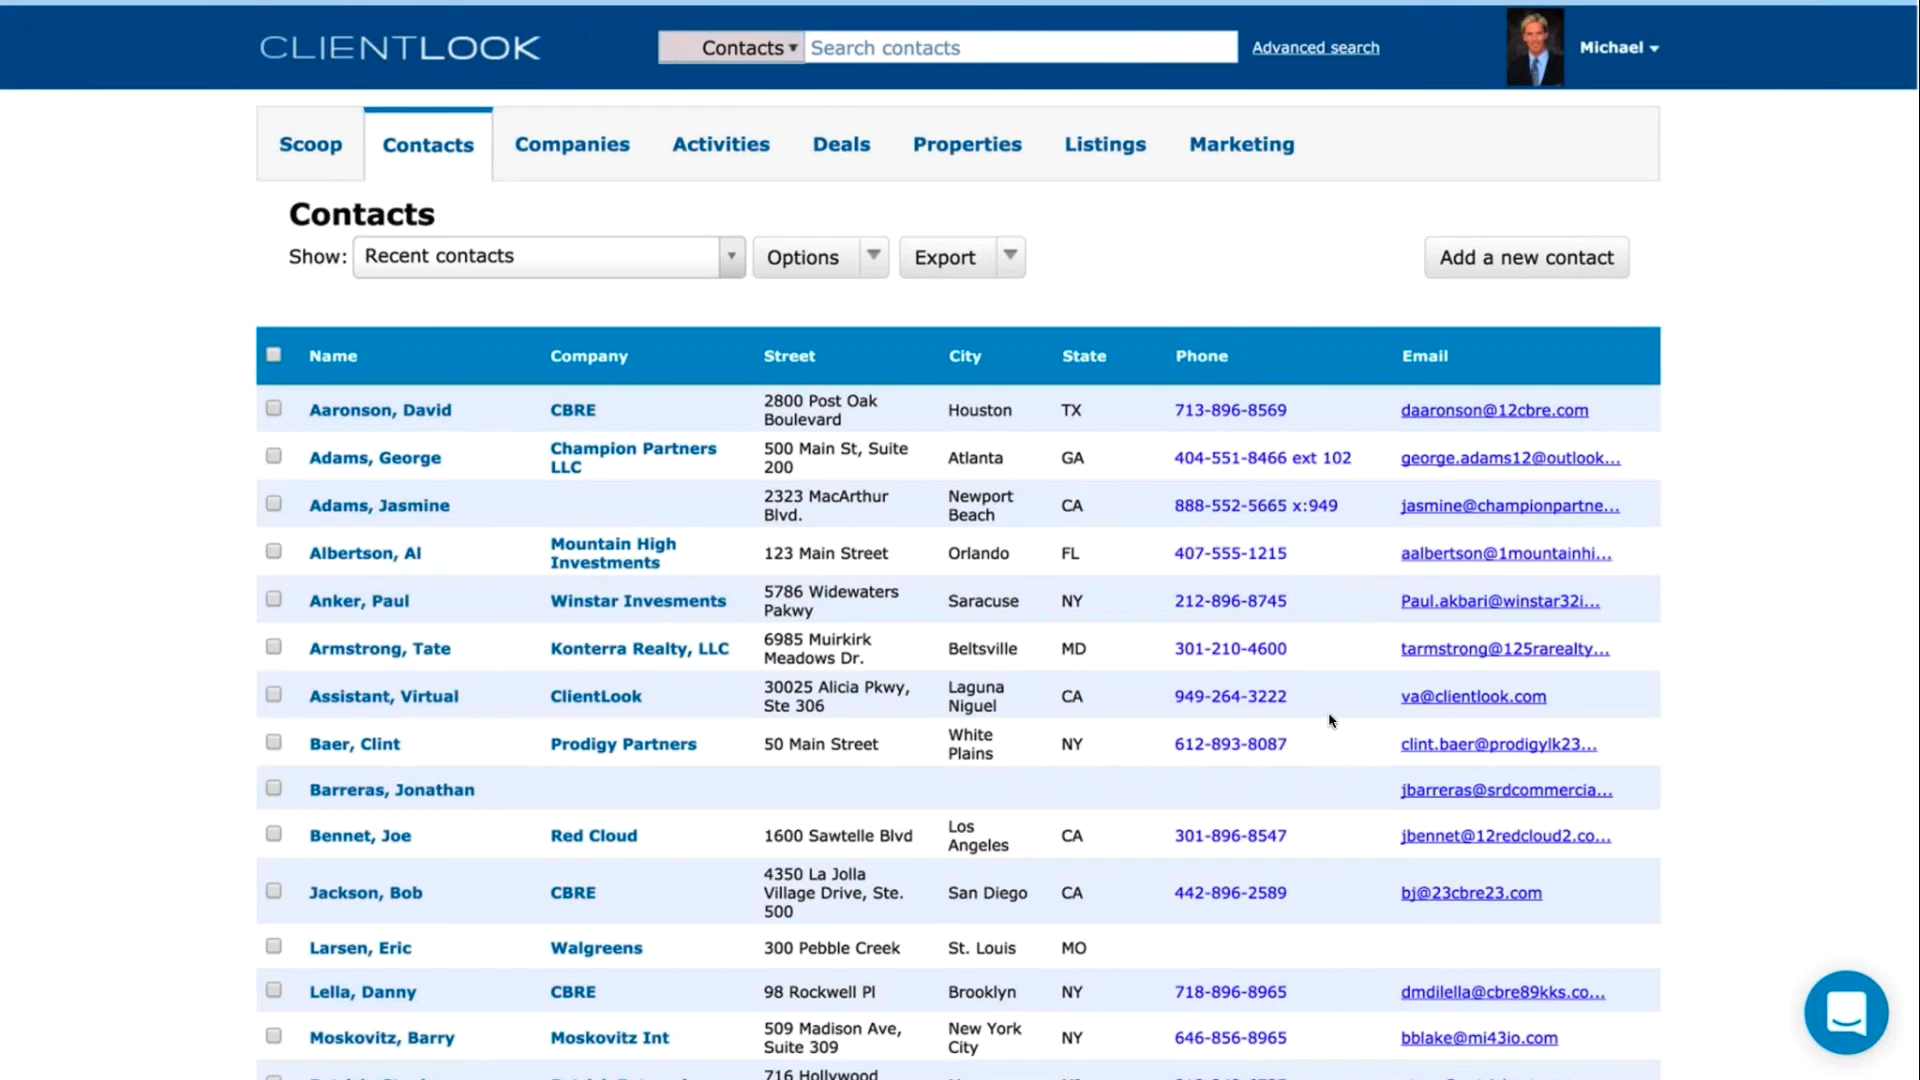 CLIENTLOOK
Contacts
Search contacts
Advanced search
Michael
Scoop
Contacts
Companies
Activities
Deals
Properties
Listings
Marketing
Contacts
Show:
Recent contacts
Options
Export
Add a new contact
Name Company Street City State Phone Email
Aaronson, David
CBRE
2800 Post Oak
Boulevard
Houston
TX
713-896-8569
daaronson@12cbre.com
Adams, George
Champion Partners
LLC
500 Main St, Suite
200
Atlanta
GA
404-551-8466 ext 102
george.adams12@outlook...
Adams, Jasmine
2323 MacArthur
Blvd.
Newport
Beach
CA
888-552-5665 x:949
jasmine@championpartne...
Albertson, Al
Mountain High
Investments
123 Main Street
Orlando
FL
407-555-1215
aalbertson@1mountainhi...
Anker, Paul
Winstar Invesments
5786 Widewaters
Pakwy
Saracuse
NY
212-896-8745
Paul.akbari@winstar32i...
Armstrong, Tate
Konterra Realty, LLC
6985 Muirkirk
Meadows Dr.
Beltsville
MD
301-210-4600
tarmstrong@125rarealty...
Assistant, Virtual
ClientLook
30025 Alicia Pkwy,
Ste 306
Laguna
Niguel
CA
949-264-3222
va@clientlook.com
Baer, Clint
Prodigy Partners
50 Main Street
White
Plains
NY
612-893-8087
clint.baer@prodigylk23...
Barreras, Jonathan
jbarreras@srdcommercia...
Bennet, Joe
Red Cloud
1600 Sawtelle Blvd
Los
Angeles
CA
301-896-8547
jbennet@12redcloud2.co...
Jackson, Bob
CBRE
4350 La Jolla
Village Drive, Ste.
500
San Diego
CA
442-896-2589
bj@23cbre23.com
Larsen, Eric
Walgreens
300 Pebble Creek
St. Louis
MO
Lella, Danny
CBRE
98 Rockwell Pl
Brooklyn
NY
718-896-8965
dmdilella@cbre89kks.co...
Moskovitz, Barry
Moskovitz Int
509 Madison Ave,
Suite 309
New York
City
NY
646-856-8965
bblake@mi43io.com
716 Hollywood